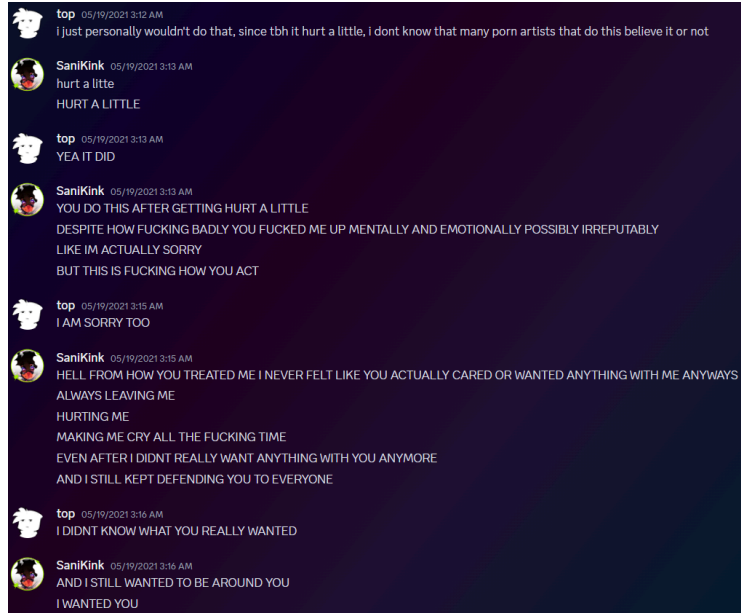 top 05/19/2021 3:12 AM
i just personally wouldn't do that, since tbh it hurt a little, i dont know that many porn artists that do this believe it or not
SaniKink 05/19/2021 3:13 AM
hurt a litte
HURT A LITTLE
top 05/19/2021 3:13 AM
YEA IT DID
SaniKink 05/19/2021 3:13 AM
YOU DO THIS AFTER GETTING HURT A LITTLE
DESPITE HOW FUCKING BADLY YOU FUCKED ME UP MENTALLY AND EMOTIONALLY POSSIBLY IRREPUTABLY
LIKE IM ACTUALLY SORRY
BUT THIS IS FUCKING HOW YOU ACT
top 05/19/2021 3:15 AM
I AM SORRY TOO
SaniKink 05/19/2021 3:15 AM
HELL FROM HOW YOU TREATED ME I NEVER FELT LIKE YOU ACTUALLY CARED OR WANTED ANYTHING WITH ME ANYWAYS
ALWAYS LEAVING ME
HURTING ME
MAKING ME CRY ALL THE FUCKING TIME
EVEN AFTER I DIDNT REALLY WANT ANYTHING WITH YOU ANYMORE
AND I STILL KEPT DEFENDING YOU TO EVERYONE
top 05/19/2021 3:16 AM
I DIDNT KNOW WHAT YOU REALLY WANTED
SaniKink 05/19/2021 3:16 AM
AND I STILL WANTED TO BE AROUND YOU
I WANTED YOU